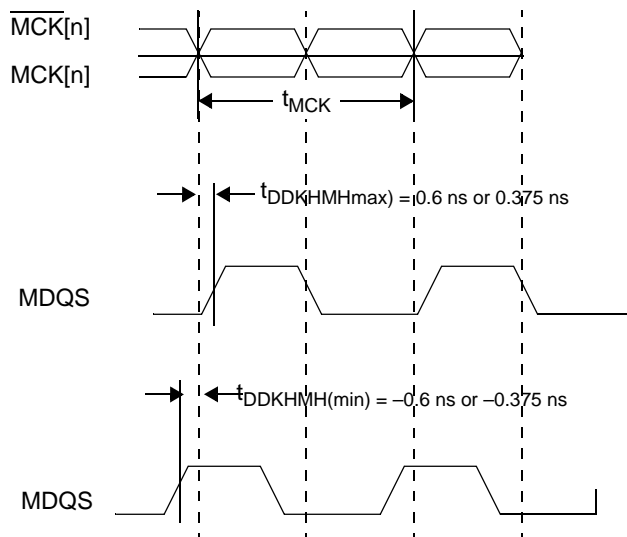 M̅C̅K̅[n]
MCK[n]
tMCK
tDDKHMHmax) = 0.6 ns or 0.375 ns
MDQS
tDDKHMH(min) = –0.6 ns or –0.375 ns
MDQS